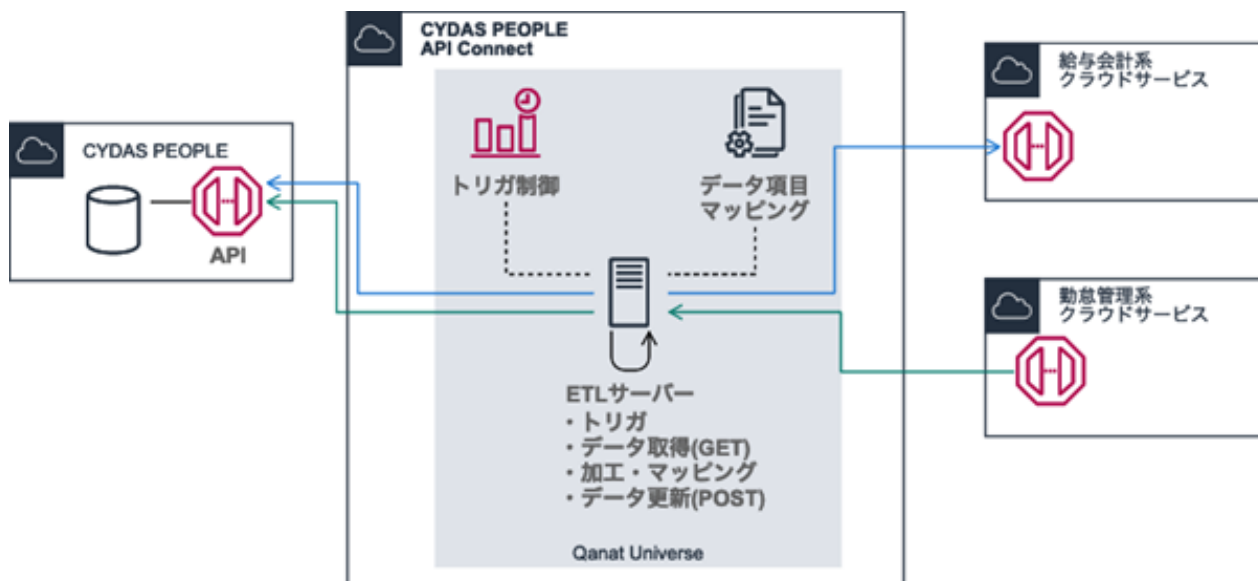 CYDAS PEOPLE
API Connect
給与会計系
クラウドサービス
CYDAS PEOPLE
API
トリガ制御
データ項目
マッピング
勤怠管理系
クラウドサービス
ETLサーバー
・トリガ
・データ取得(GET)
・加工・マッピング
・データ更新(POST)
Qanat Universe